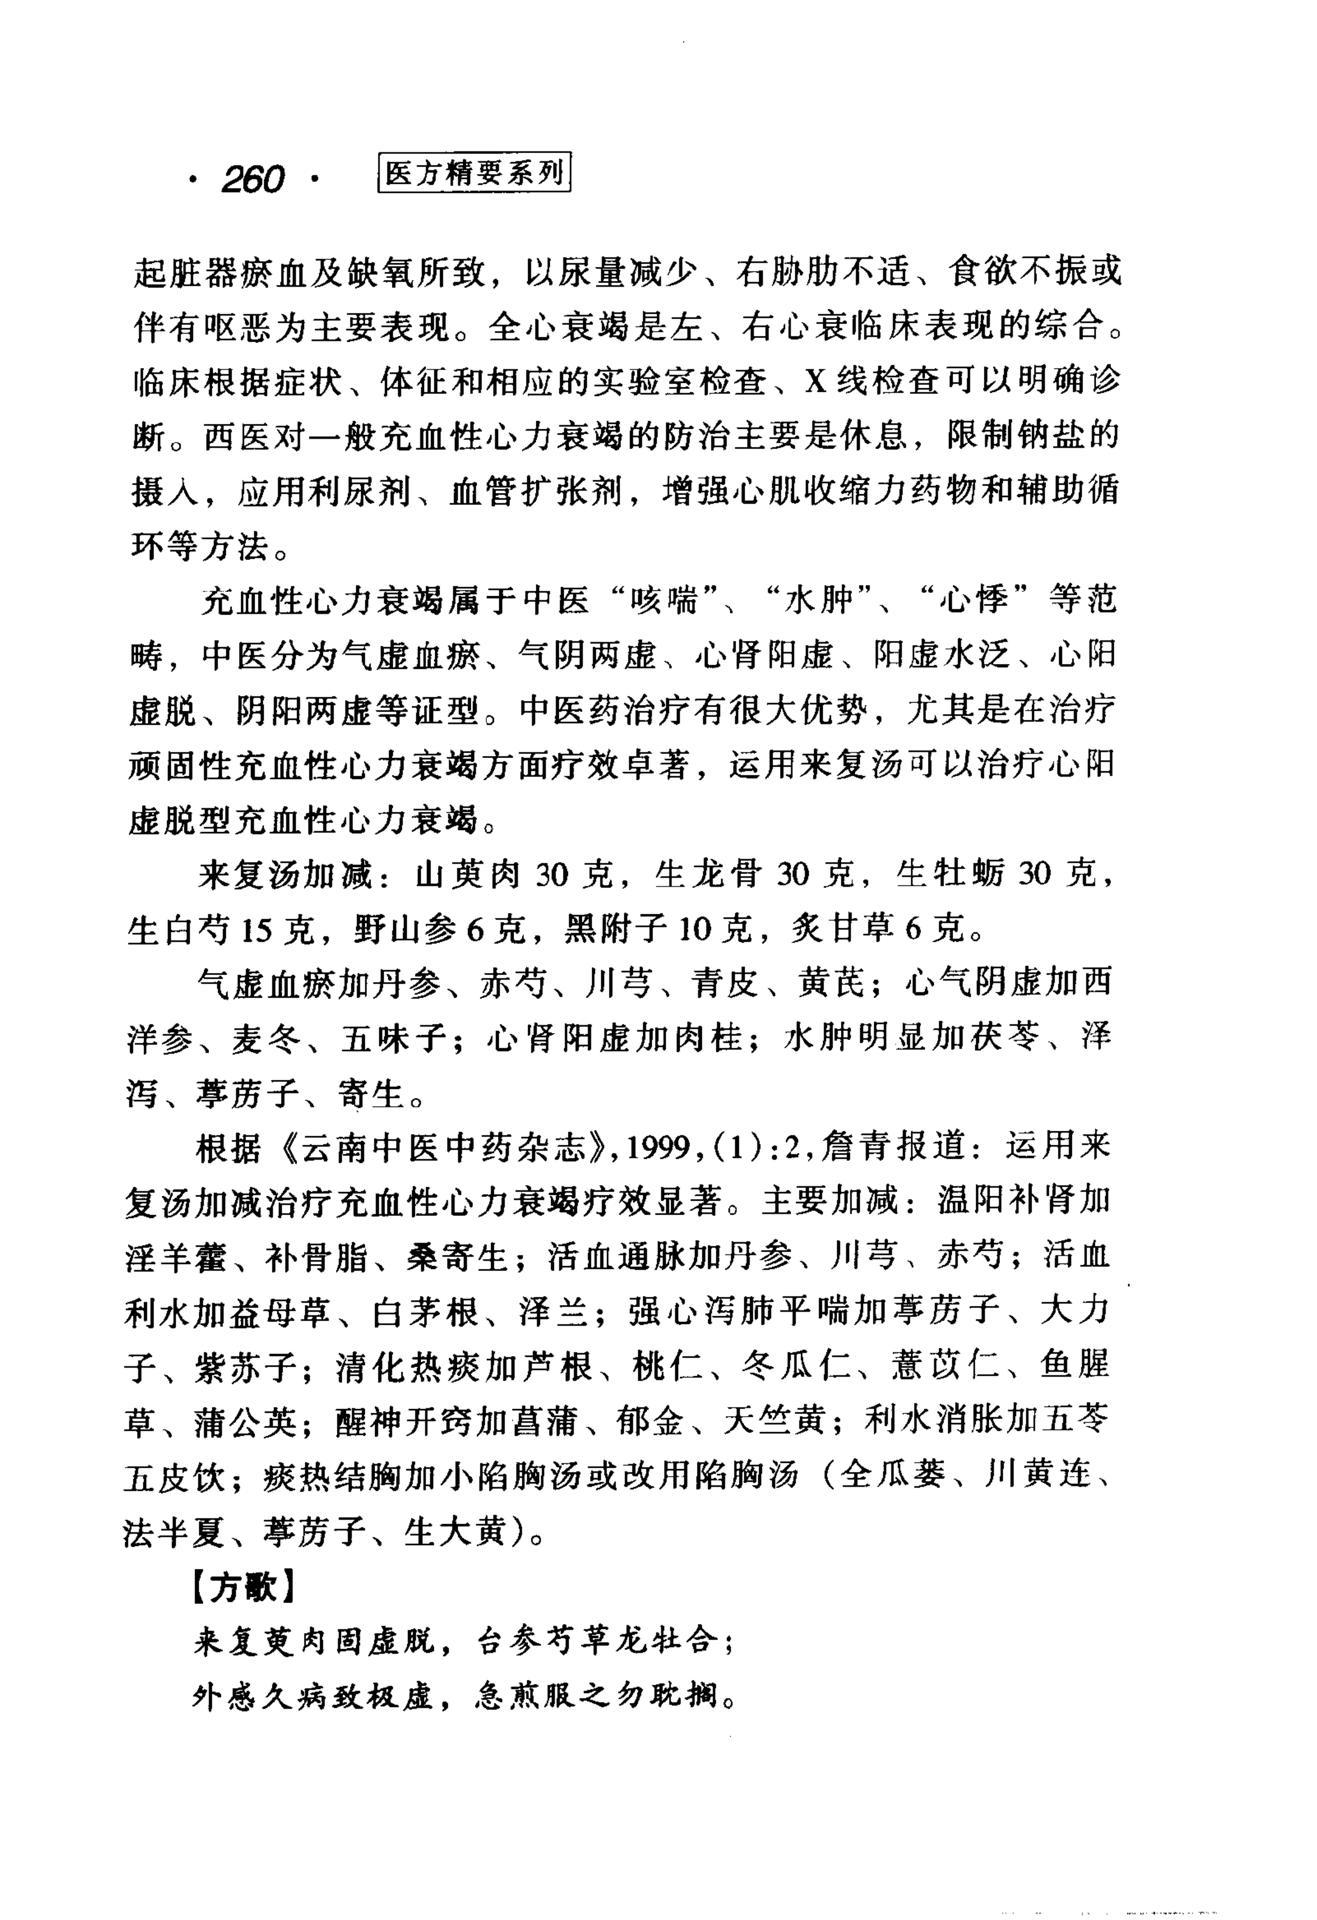 · 260 · 医方精要系列
起脏器瘀血及缺氧所致，以尿量减少、右胁肋不适、食欲不振或
伴有呕恶为主要表现。全心衰竭是左、右心衰临床表现的综合。
临床根据症状、体征和相应的实验室检查、X 线检查可以明确诊
断。西医对一般充血性心力衰竭的防治主要是休息，限制钠盐的
摄入，应用利尿剂、血管扩张剂，增强心肌收缩力药物和辅助循
环等方法。
充血性心力衰竭属于中医“咳喘”、“水肿”、“心悸”等范
畴，中医分为气虚血瘀、气阴两虚、心肾阳虚、阳虚水泛、心阳
虚脱、阴阳两虚等证型。中医药治疗有很大优势，尤其是在治疗
顽固性充血性心力衰竭方面疗效卓著，运用来复汤可以治疗心阳
虚脱型充血性心力衰竭。
来复汤加减：山萸肉 30 克，生龙骨 30 克，生牡蛎 30 克，
生白芍 15 克，野山参 6 克，黑附子 10 克，炙甘草 6 克。
气虚血瘀加丹参、赤芍、川芎、青皮、黄芪；心气阴虚加西
洋参、麦冬、五味子；心肾阳虚加肉桂；水肿明显加茯苓、泽
泻、葶苈子、寄生。
根据《云南中医中药杂志》，1999，(1)：2，詹青报道：运用来
复汤加减治疗充血性心力衰竭疗效显著。主要加减：温阳补肾加
淫羊藿、补骨脂、桑寄生；活血通脉加丹参、川芎、赤芍；活血
利水加益母草、白茅根、泽兰；强心泻肺平喘加葶苈子、大力
子、紫苏子；清化热痰加芦根、桃仁、冬瓜仁、薏苡仁、鱼腥
草、蒲公英；醒神开窍加菖蒲、郁金、天竺黄；利水消胀加五苓
五皮饮；痰热结胸加小陷胸汤或改用陷胸汤（全瓜蒌、川黄连、
法半夏、葶苈子、生大黄）。
【方歌】
来复萸肉固虚脱，台参芍草龙牡合；
外感久病致极虚，急煎服之勿耽搁。